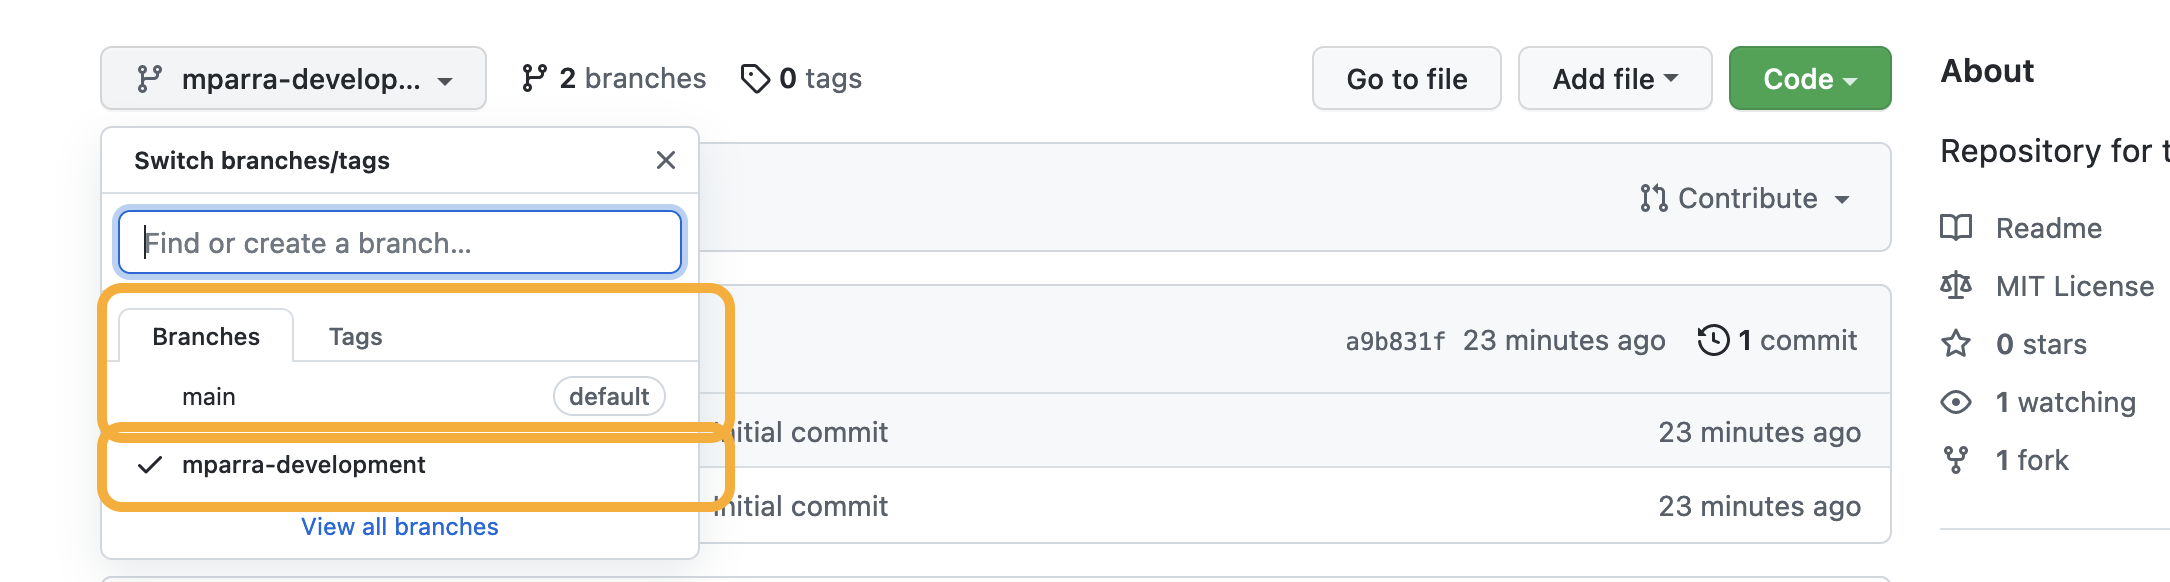 mparra-develop...
2 branches
0 tags
Go to file
Add file
Code
About
Switch branches/tags
Repository for t
Contribute
Find or create a branch...
Readme
MIT License
Branches
Tags
a9b831f 23 minutes ago
1 commit
0 stars
main
default
1 watching
Initial commit
23 minutes ago
mparra-development
1 fork
Initial commit
23 minutes ago
View all branches